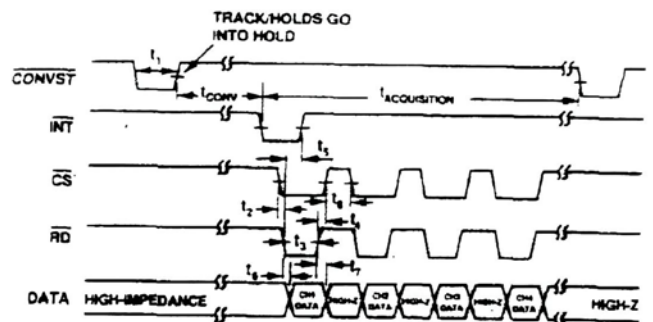 TRACK/HOLDS GO
INTO HOLD
t1
CONVST
tCONV
tACQUISITION
INT
t5
CS
t2
t8
t4
RD
t3
t6
t7
DATA
HIGH-IMPEDANCE
CH1 DATA
HIGH-Z
CH2 DATA
HIGH-Z
CH3 DATA
HIGH-Z
CH4 DATA
HIGH-Z